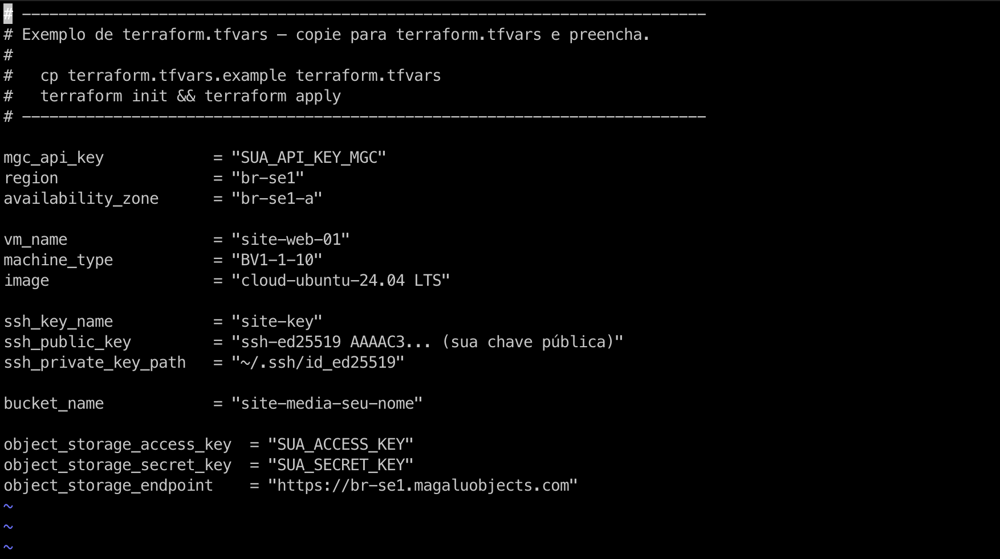 # ---------------------------------------------------------------------------
# Exemplo de terraform.tfvars — copie para terraform.tfvars e preencha.
#
#   cp terraform.tfvars.example terraform.tfvars
#   terraform init && terraform apply
# ---------------------------------------------------------------------------
mgc_api_key            = "SUA_API_KEY_MGC"
region                 = "br-se1"
availability_zone      = "br-se1-a"
vm_name                = "site-web-01"
machine_type           = "BV1-1-10"
image                  = "cloud-ubuntu-24.04 LTS"
ssh_key_name           = "site-key"
ssh_public_key         = "ssh-ed25519 AAAAC3... (sua chave pública)"
ssh_private_key_path   = "~/.ssh/id_ed25519"
bucket_name            = "site-media-seu-nome"
object_storage_access_key  = "SUA_ACCESS_KEY"
object_storage_secret_key  = "SUA_SECRET_KEY"
object_storage_endpoint    = "https://br-se1.magaluobjects.com"
~
~
~